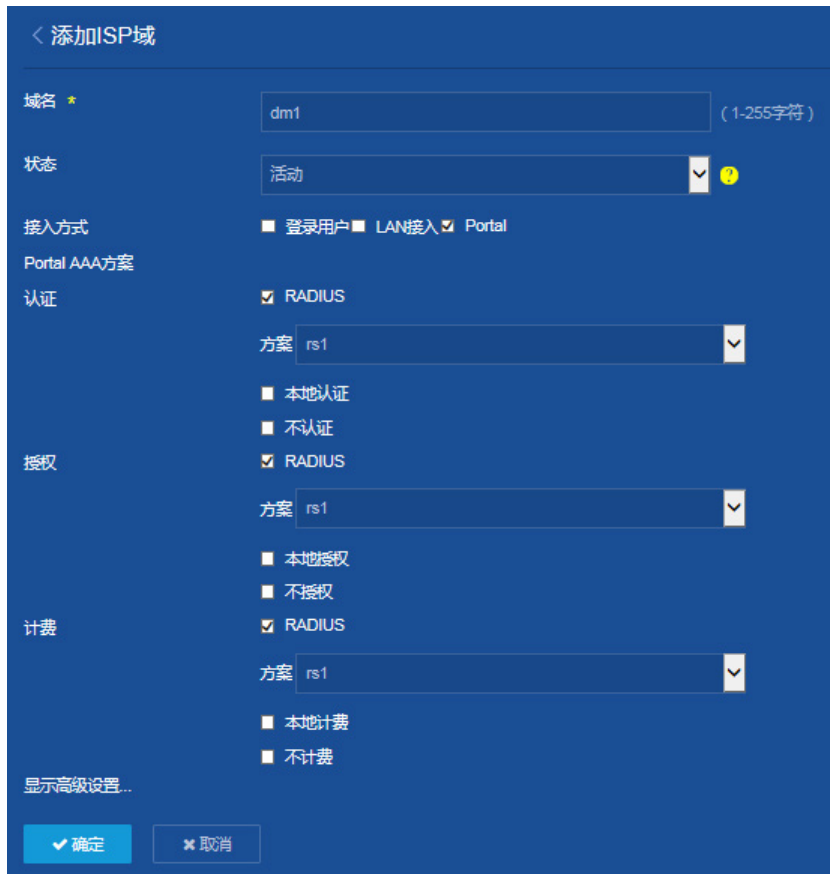 添加ISP域
域名 * dm1 (1-255字符)
状态 活动 ?
接入方式 登录用户 LAN接入 Portal
Portal AAA方案
认证 RADIUS
方案 rs1
本地认证
不认证
授权 RADIUS
方案 rs1
本地授权
不授权
计费 RADIUS
方案 rs1
本地计费
不计费
显示高级设置...
确定 取消